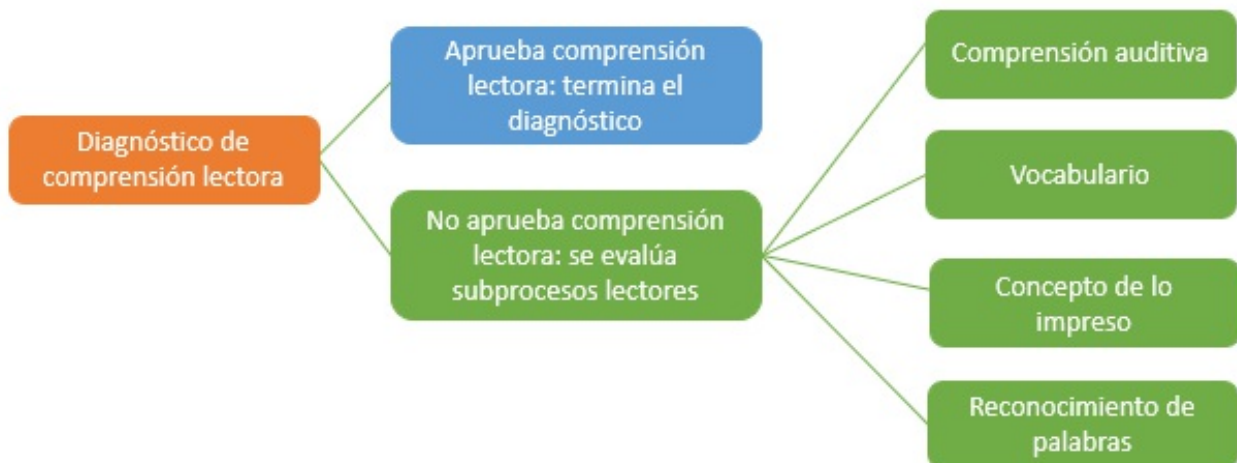 Diagnóstico de
comprensión lectora
Aprueba comprensión
lectora: termina el
diagnóstico
No aprueba comprensión
lectora: se evalúa
subprocesos lectores
Comprensión auditiva
Vocabulario
Concepto de lo
impreso
Reconocimiento de
palabras